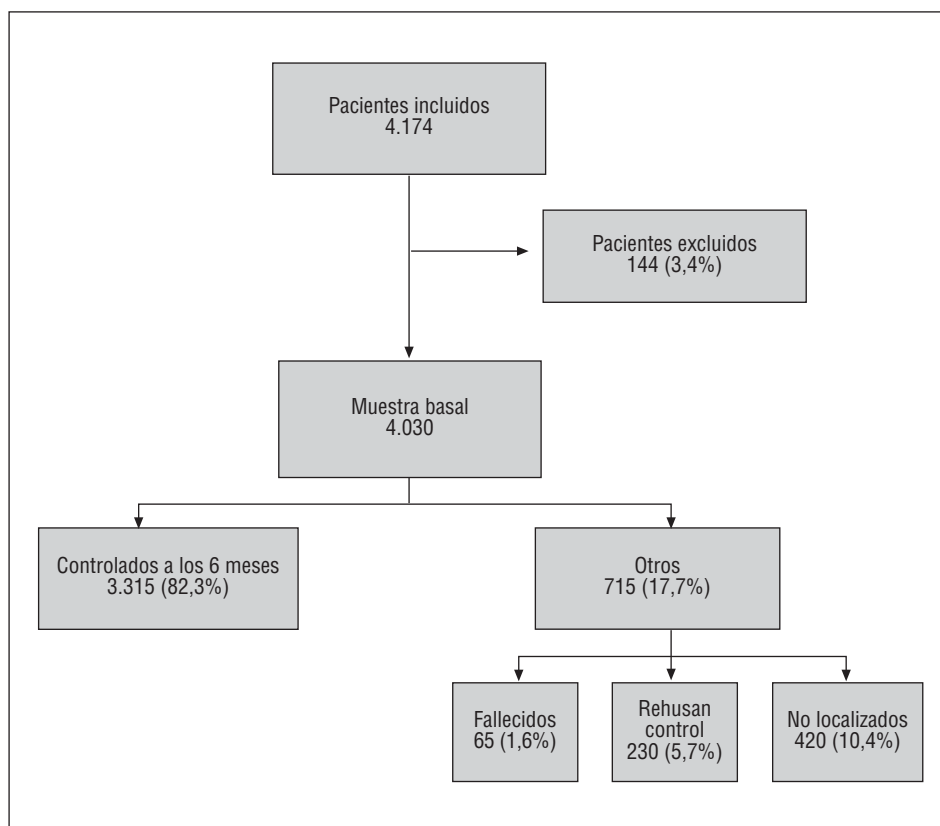 Pacientes incluidos
4.174
Pacientes excluidos
144 (3,4%)
Muestra basal
4.030
Controlados a los 6 meses
3.315 (82,3%)
Otros
715 (17,7%)
Fallecidos
65 (1,6%)
Rehusan
control
230 (5,7%)
No localizados
420 (10,4%)